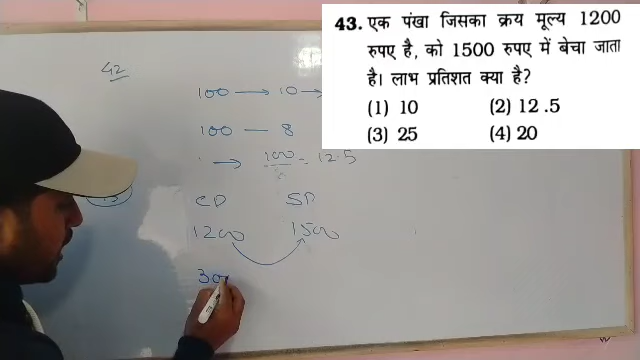 43. एक पंखा जिसका क्रय मूल्य 1200
रुपए है, को 1500 रुपए में बेचा जाता
है। लाभ प्रतिशत क्या है?
(1) 10 (2) 12 .5
(3) 25 (4) 20
42
100 → 10 →
100 — 8
→ 100 = 12.5
CP SP
1200 1500
300